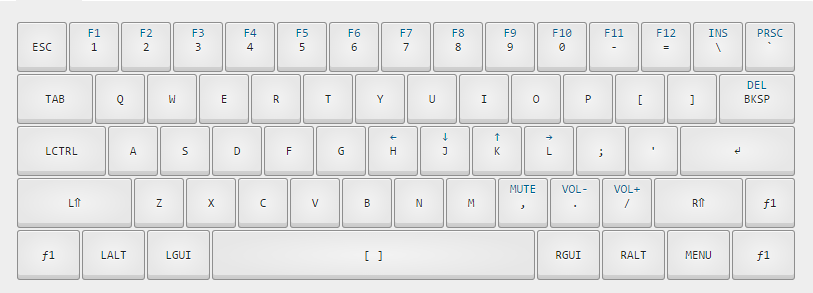 F1 F2 F3 F4 F5 F6 F7 F8 F9 F10 F11 F12 INS PRSC
ESC 1 2 3 4 5 6 7 8 9 0 - = \ `
DEL
TAB Q W E R T Y U I O P [ ] BKSP
← ↓ ↑ →
LCTRL A S D F G H J K L ; ' ↵
MUTE VOL- VOL+
L⇑ Z X C V B N M , . / R⇑ ƒ1
ƒ1 LALT LGUI [ ] RGUI RALT MENU ƒ1